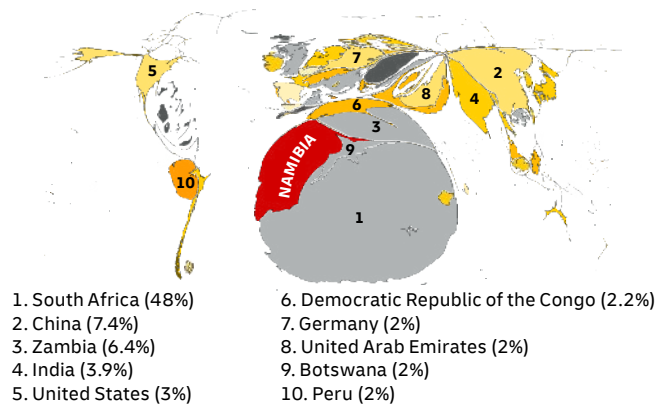 5
7
2
8
4
6
3
NAMIBIA
9
10
1
1. South Africa (48%)
2. China (7.4%)
3. Zambia (6.4%)
4. India (3.9%)
5. United States (3%)
6. Democratic Republic of the Congo (2.2%)
7. Germany (2%)
8. United Arab Emirates (2%)
9. Botswana (2%)
10. Peru (2%)